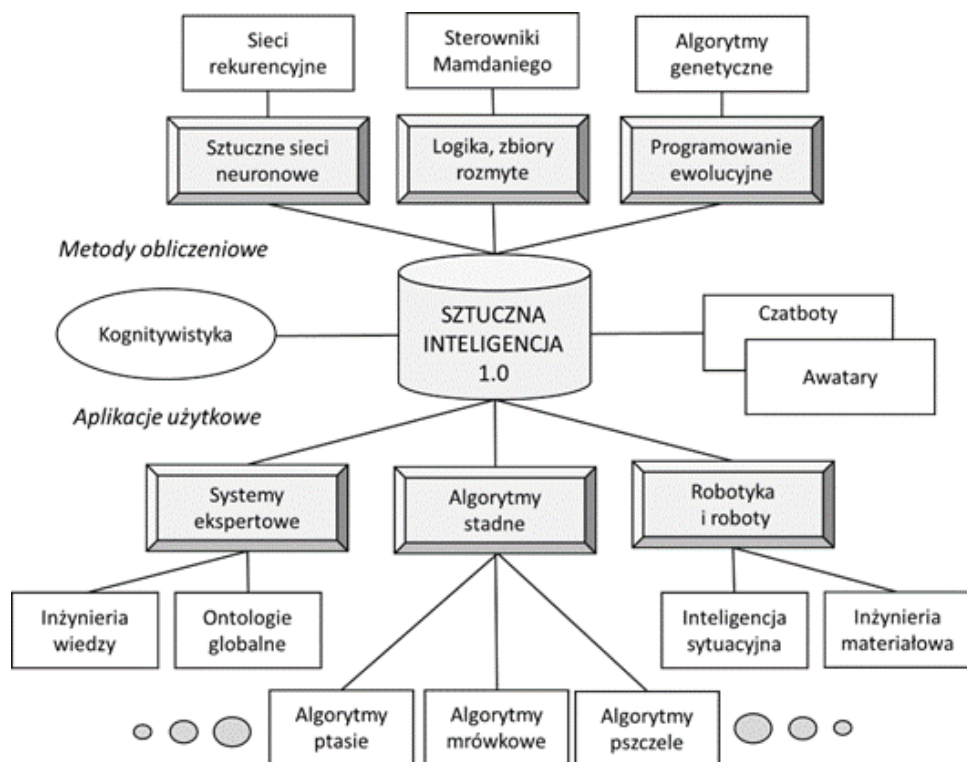 Sieci
rekurencyjne
Sterowniki
Mamdaniego
Algorytmy
genetyczne
Sztuczne sieci
neuronowe
Logika, zbiory
rozmyte
Programowanie
ewolucyjne
Metody obliczeniowe
Kognitywistyka
SZTUCZNA
INTELIGENCJA
1.0
Czatboty
Awatary
Aplikacje użytkowe
Systemy
ekspertowe
Algorytmy
stadne
Robotyka
i roboty
Inżynieria
wiedzy
Ontologie
globalne
Inteligencja
sytuacyjna
Inżynieria
materiałowa
Algorytmy
ptasie
Algorytmy
mrówkowe
Algorytmy
pszczele